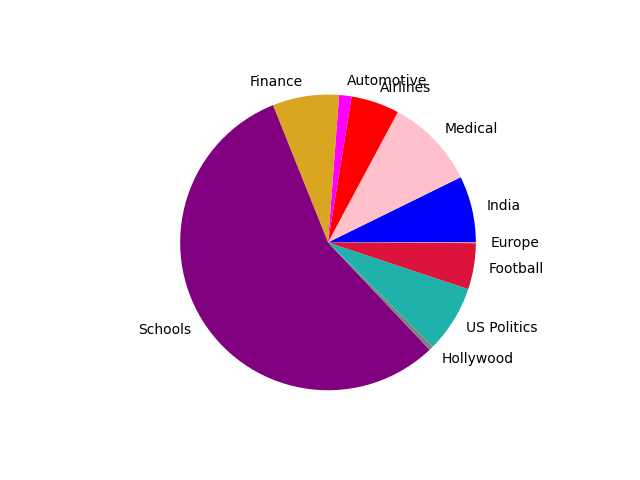 Automotive
Finance
Airlines
Medical
India
Europe
Football
US Politics
Schools
Hollywood